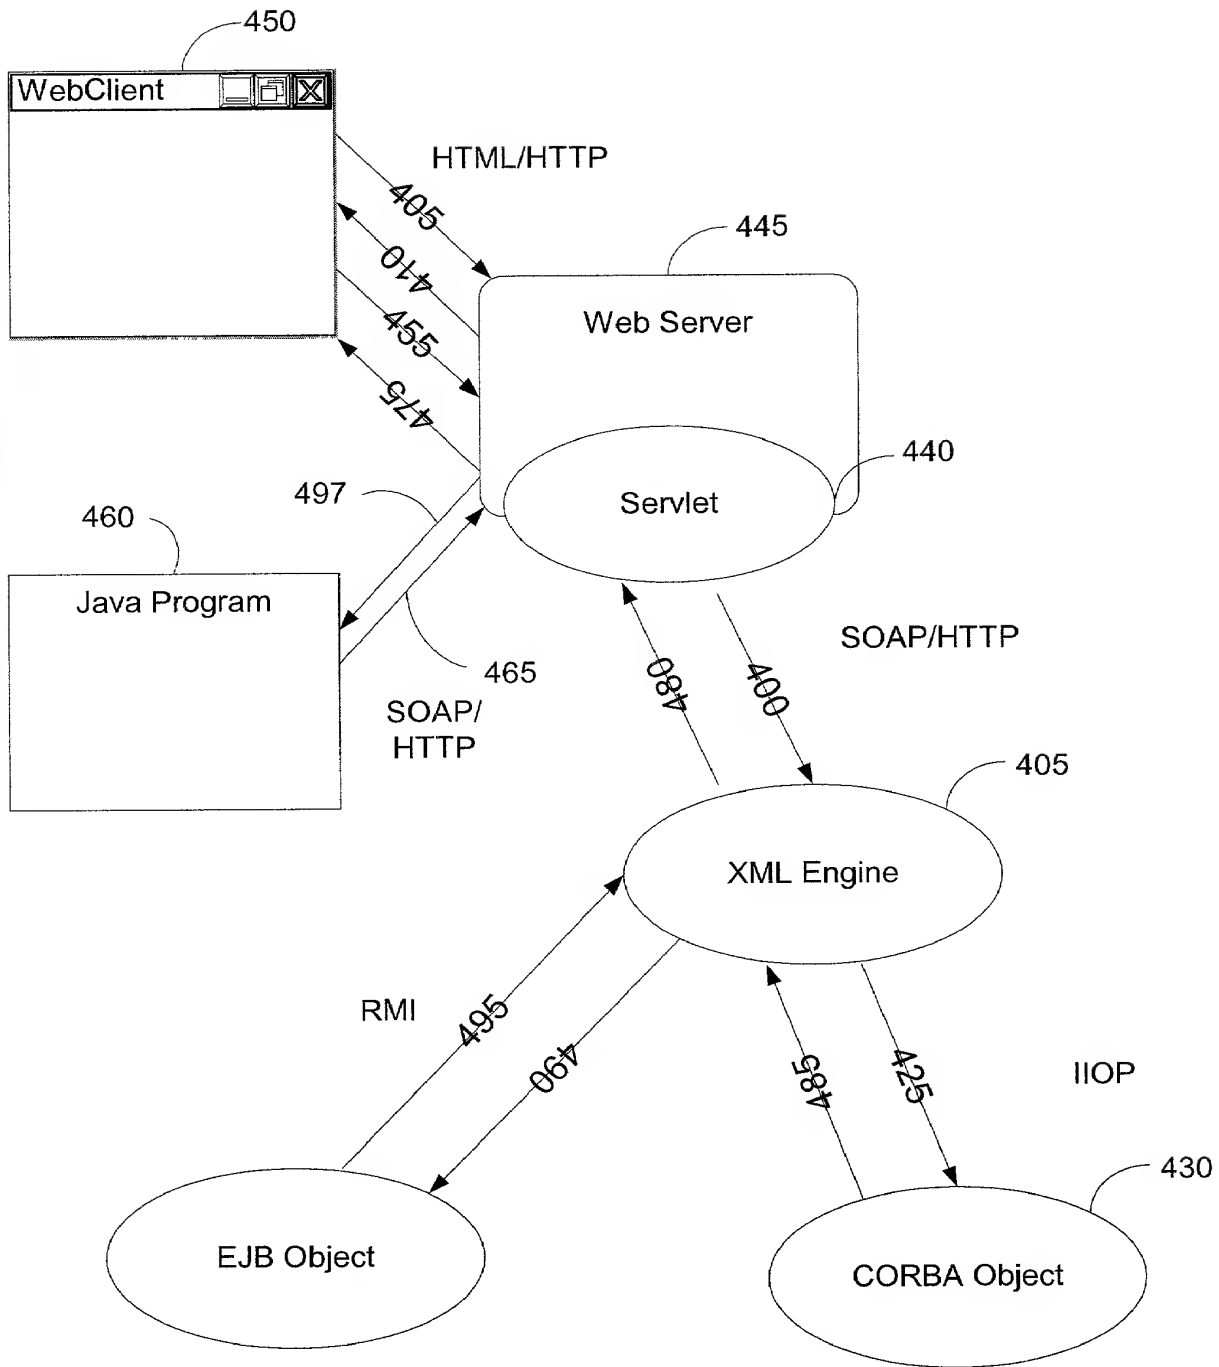 450
WebClient
HTML/HTTP
405
445
410
Web Server
455
475
440
497
Servlet
460
Java Program
SOAP/HTTP
465
480
400
SOAP/
HTTP
405
XML Engine
RMI
495
490
485
425
IIOP
430
EJB Object
CORBA Object